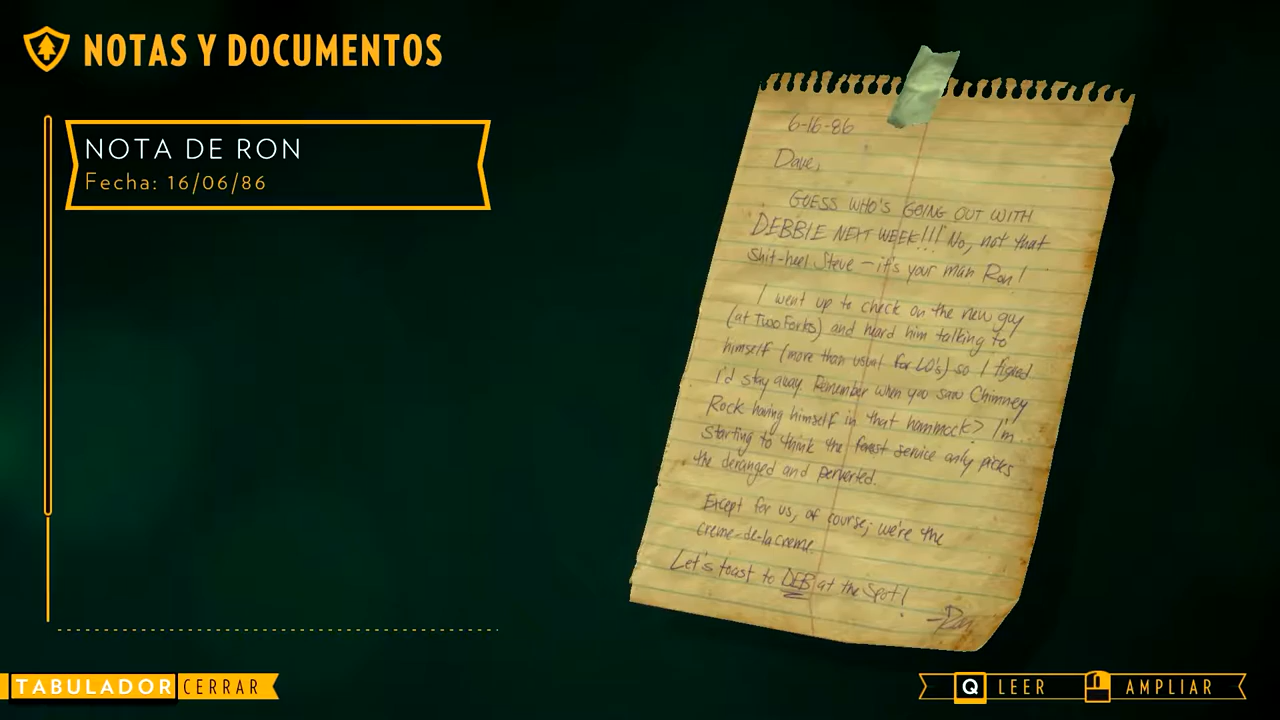 NOTAS Y DOCUMENTOS
NOTA DE RON
Fecha: 16/06/86
6-16-86
Dave,
GUESS WHO'S GOING OUT WITH
DEBBIE NEXT WEEK!!! No, not that
shit-heel Steve - it's your man Ron!
I went up to check on the new guy
(at Two Forks) and heard him talking to
himself (more than usual for LO's) so I figred
I'd stay away. Remember when you saw Chimney
Rock having himself in that hammock? I'm
starting to think the forest service only picks
the deranged and perverted.
Except for us, of course; we're the
creme-de-la creme.
Let's toast to DEB at the spot!
-Ron
TABULADOR CERRAR
Q LEER AMPLIAR